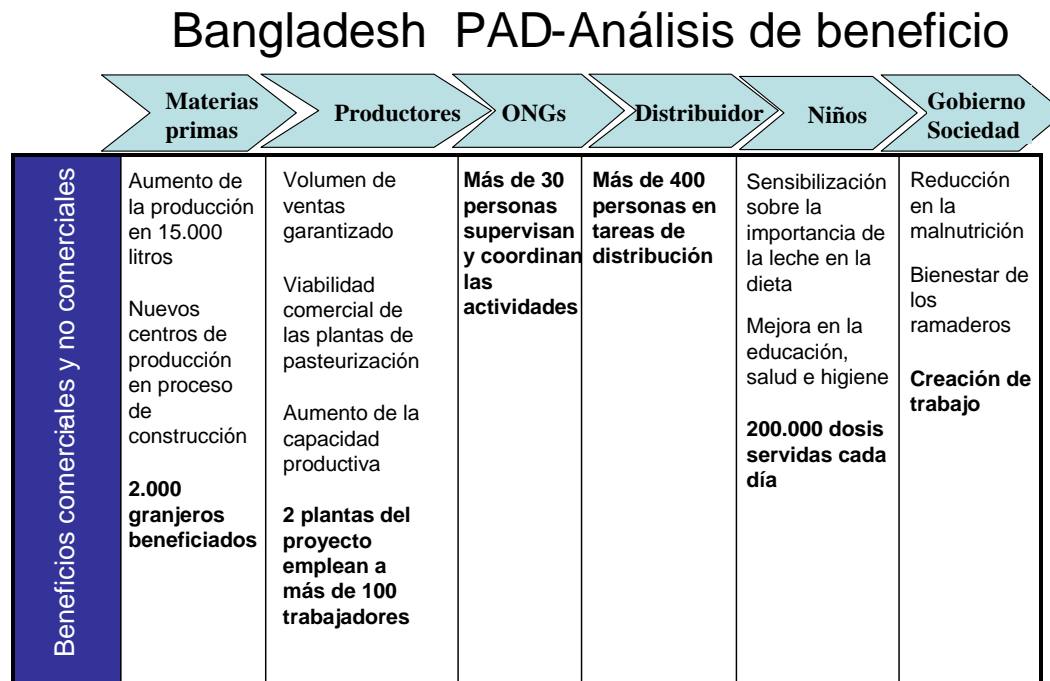 Bangladesh PAD-Análisis de beneficio
Materias
primas
Productores
ONGs
Distribuidor
Niños
Gobierno
Sociedad
Beneficios comerciales y no comerciales
Aumento de
la producción
en 15.000
litros
Nuevos
centros de
producción
en proceso
de
construcción
2.000
granjeros
beneficiados
Volumen de
ventas
garantizado
Viabilidad
comercial de
las plantas de
pasteurización
Aumento de la
capacidad
productiva
2 plantas del
proyecto
emplean a
más de 100
trabajadores
Más de 30
personas
supervisan
y coordinan
las
actividades
Más de 400
personas en
tareas de
distribución
Sensibilización
sobre la
importancia de
la leche en la
dieta
Mejora en la
educación,
salud e higiene
200.000 dosis
servidas cada
día
Reducción
en la
malnutrición
Bienestar de
los
ramaderos
Creación de
trabajo